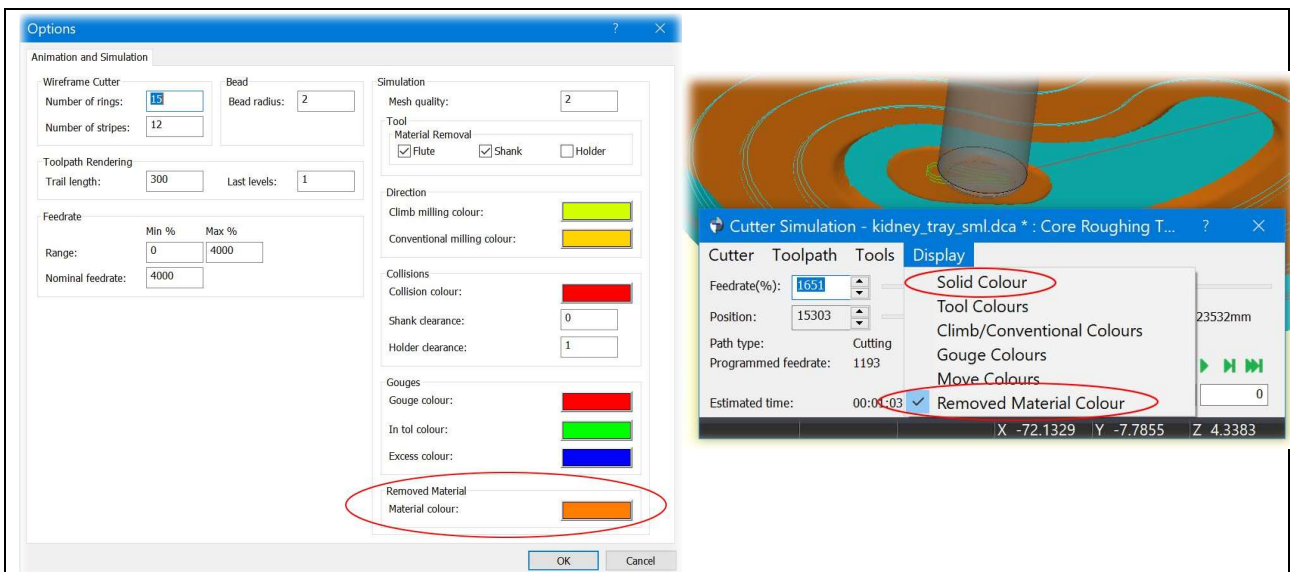 Options
Animation and Simulation
Wireframe Cutter
Number of rings: 15
Number of stripes: 12
Bead
Bead radius: 2
Toolpath Rendering
Trail length: 300
Last levels: 1
Feedrate
Min % Max %
Range: 0 4000
Nominal feedrate: 4000
Simulation
Mesh quality: 2
Tool
Material Removal
Flute Shank Holder
Direction
Climb milling colour:
Conventional milling colour:
Collisions
Collision colour:
Shank clearance: 0
Holder clearance: 1
Gouges
Gouge colour:
In tol colour:
Excess colour:
Removed Material
Material colour:
OK Cancel
Cutter Simulation - kidney_tray_sml.dca * : Core Roughing T...
Cutter Toolpath Tools Display
Feedrate(%): 1651
Position: 15303
23532mm
Path type: Cutting
Programmed feedrate: 1193
Estimated time: 00:01:03
0
Solid Colour
Tool Colours
Climb/Conventional Colours
Gouge Colours
Move Colours
Removed Material Colour
X -72.1329 Y -7.7855 Z 4.3383